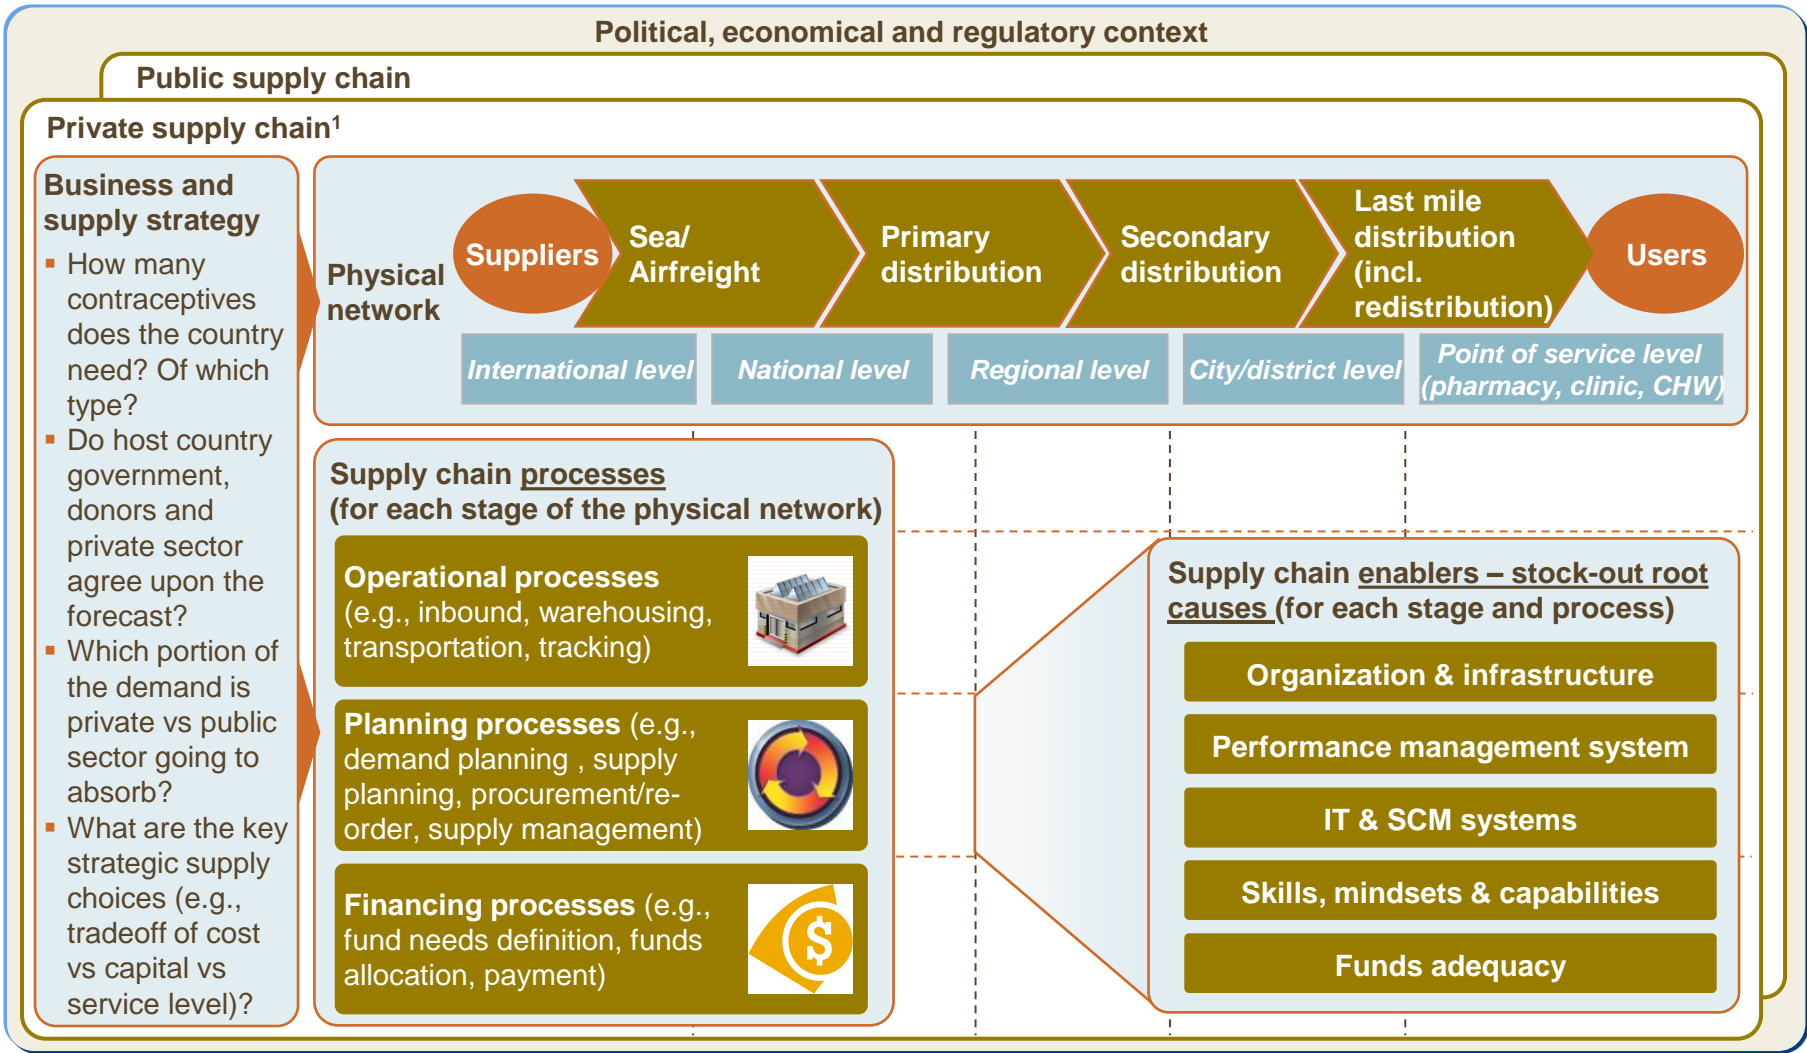 Political, economical and regulatory context
Public supply chain
Private supply chain1
Business and
supply strategy
▪ How many
contraceptives
does the country
need? Of which
type?
▪ Do host country
government,
donors and
private sector
agree upon the
forecast?
▪ Which portion of
the demand is
private vs public
sector going to
absorb?
▪ What are the key
strategic supply
choices (e.g.,
tradeoff of cost
vs capital vs
service level)?
Physical
network
Suppliers
Sea/
Airfreight
Primary
distribution
Secondary
distribution
Last mile
distribution
(incl.
redistribution)
Users
International level
National level
Regional level
City/district level
Point of service level
(pharmacy, clinic, CHW)
Supply chain processes
(for each stage of the physical network)
Operational processes
(e.g., inbound, warehousing,
transportation, tracking)
Planning processes (e.g.,
demand planning , supply
planning, procurement/re-
order, supply management)
Financing processes (e.g.,
fund needs definition, funds
allocation, payment)
$
Supply chain enablers – stock-out root
causes (for each stage and process)
Organization & infrastructure
Performance management system
IT & SCM systems
Skills, mindsets & capabilities
Funds adequacy